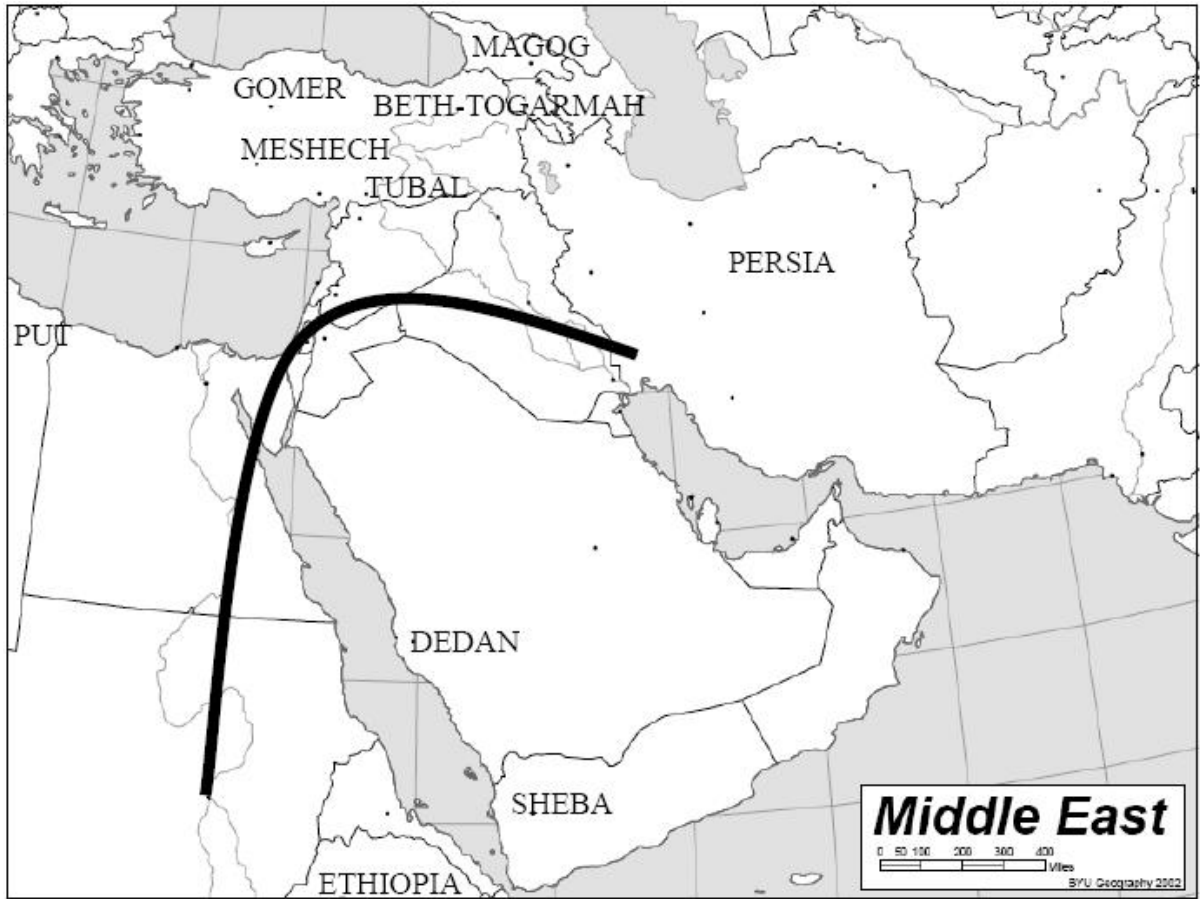 MAGOG
GOMER
BETH-TOGARMAH
MESHECH
TUBAL
PERSIA
PUT
DEDAN
SHEBA
ETHIOPIA
Middle East
0 50 100 200 300 400
Miles
BYU Geography 2002